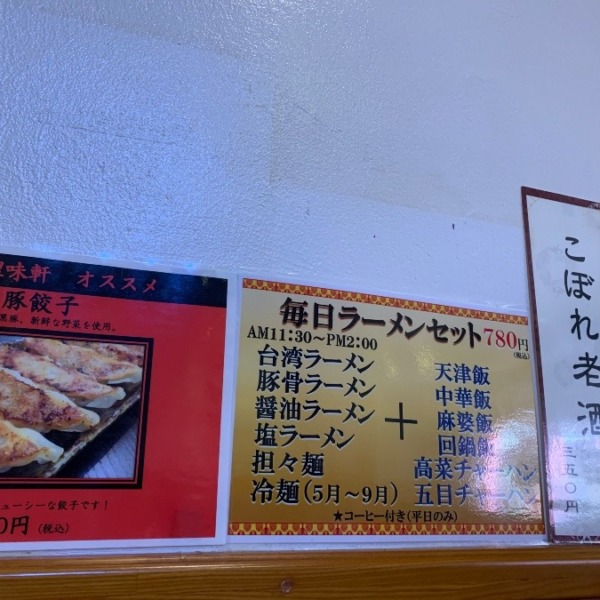 味軒 オススメ
豚餃子
黒豚、新鮮な野菜を使用。
ューシーな餃子です!
0円(税込)
毎日ラーメンセット780円
(税込)
AM11:30~PM2:00
台湾ラーメン
豚骨ラーメン
醤油ラーメン
塩ラーメン
担々麺
冷麺(5月~9月)
+
天津飯
中華飯
麻婆飯
回鍋飯
高菜チャーハン
五目チャーハン
★コーヒー付き(平日のみ)
こぼれ老酒
三五〇円